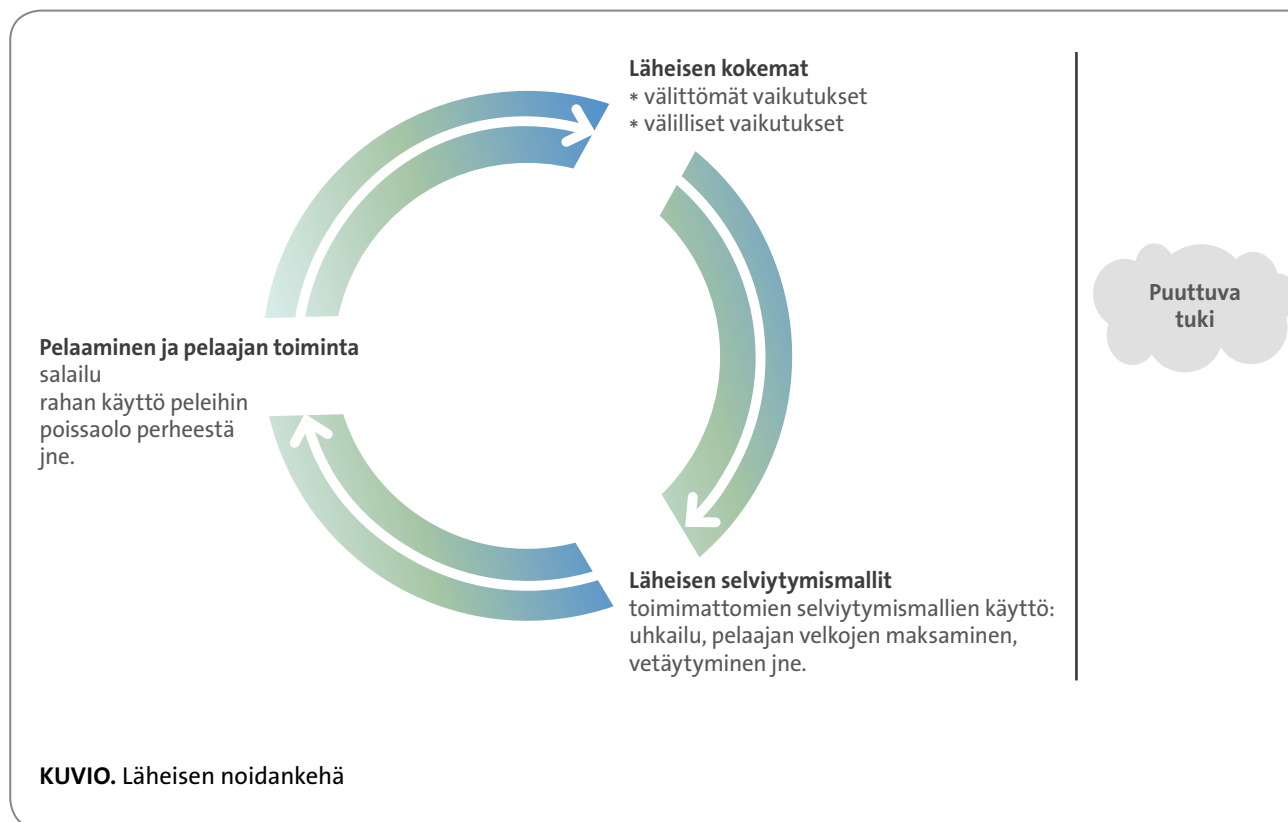 Läheisen kokemat
* välittömät vaikutukset
* välilliset vaikutukset
Puuttuva
tuki
Pelaaminen ja pelaajan toiminta
salailu
rahan käyttö peleihin
poissaolo perheestä
jne.
Läheisen selviytymismallit
toimimattomien selviytymismallien käyttö:
uhkailu, pelaajan velkojen maksaminen,
vetäytyminen jne.
KUVIO. Läheisen noidankehä